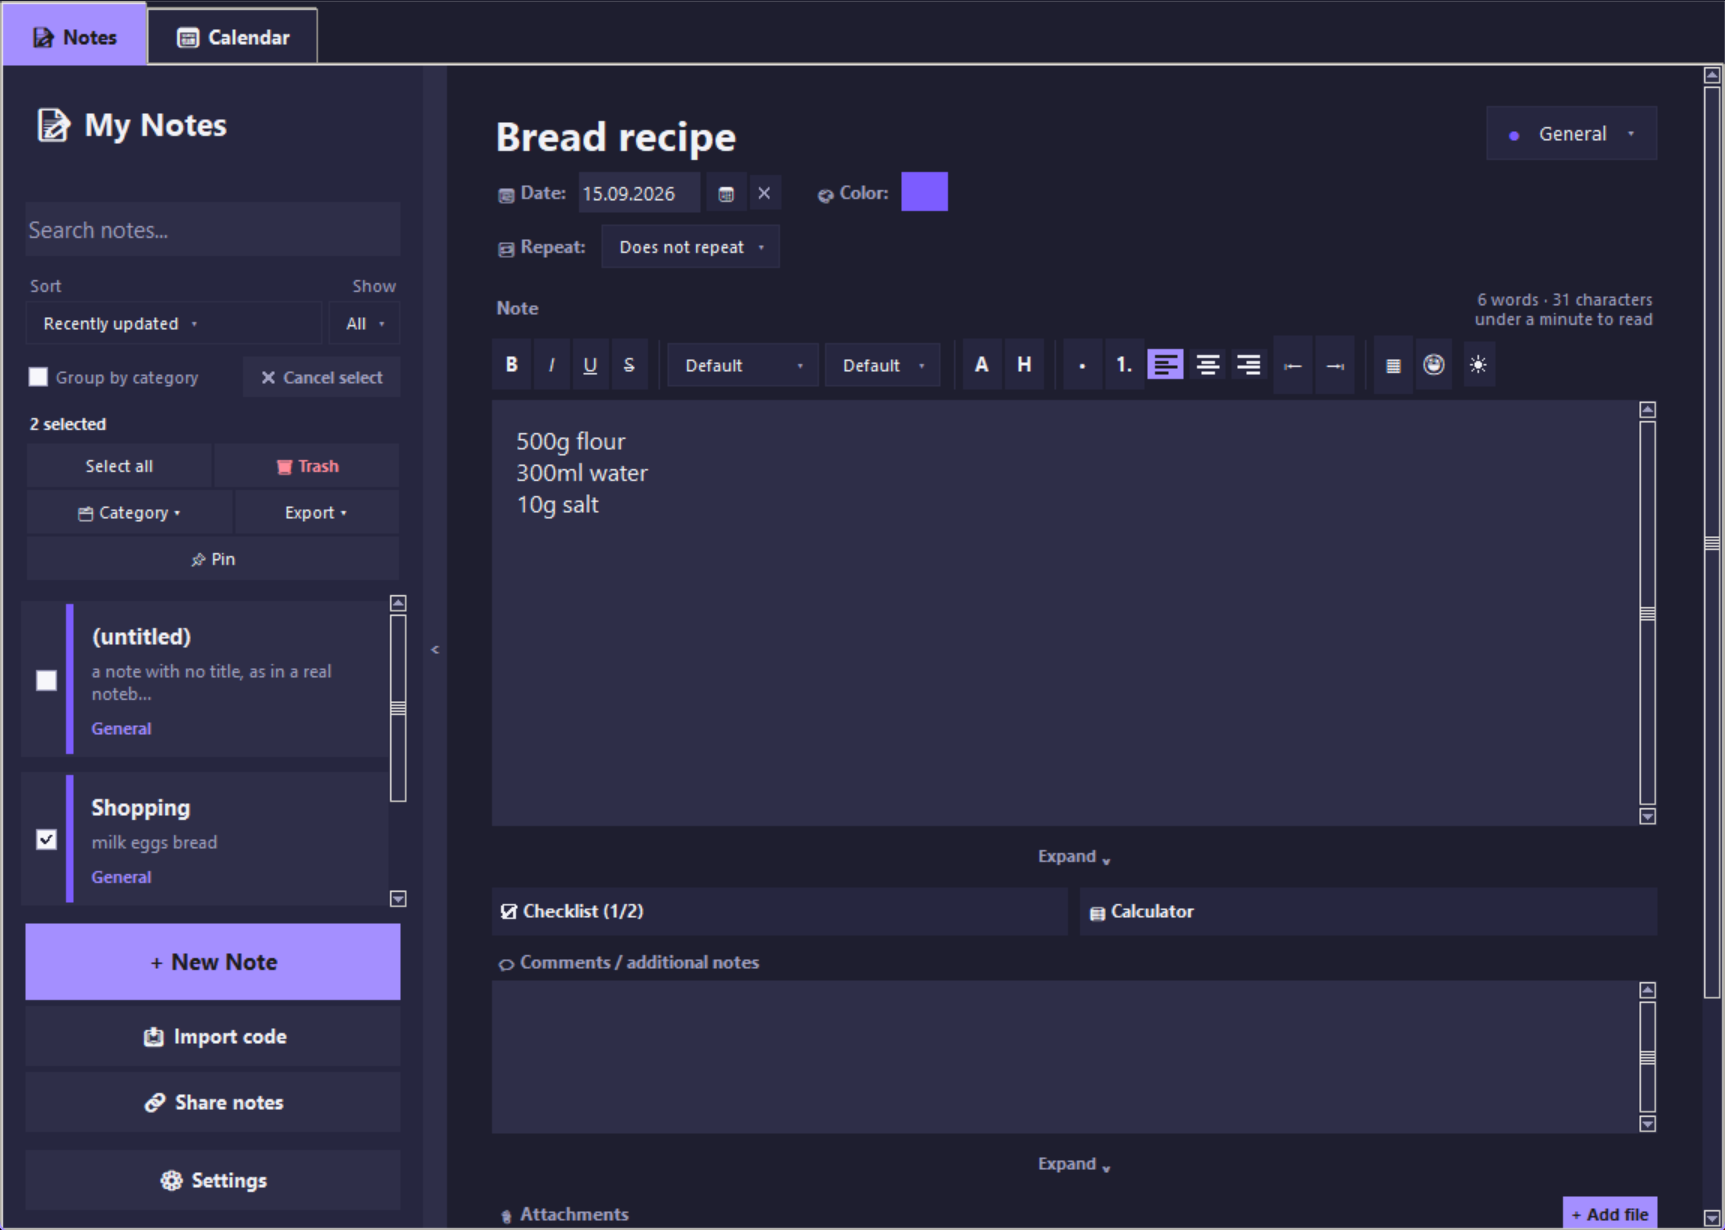 Notes
Calendar
My Notes
Search notes...
Sort
Show
Recently updated
All
Group by category
Cancel select
2 selected
Select all
Trash
Category
Export
Pin
(untitled)
a note with no title, as in a real
noteb...
General
Shopping
milk eggs bread
General
+ New Note
Import code
Share notes
Settings
<
Bread recipe
General
Date: 15.09.2026
Color:
Repeat: Does not repeat
Note
6 words · 31 characters
under a minute to read
B I U S Default Default A H • 1.
500g flour
300ml water
10g salt
Expand
Checklist (1/2)
Calculator
Comments / additional notes
Expand
Attachments
+ Add file